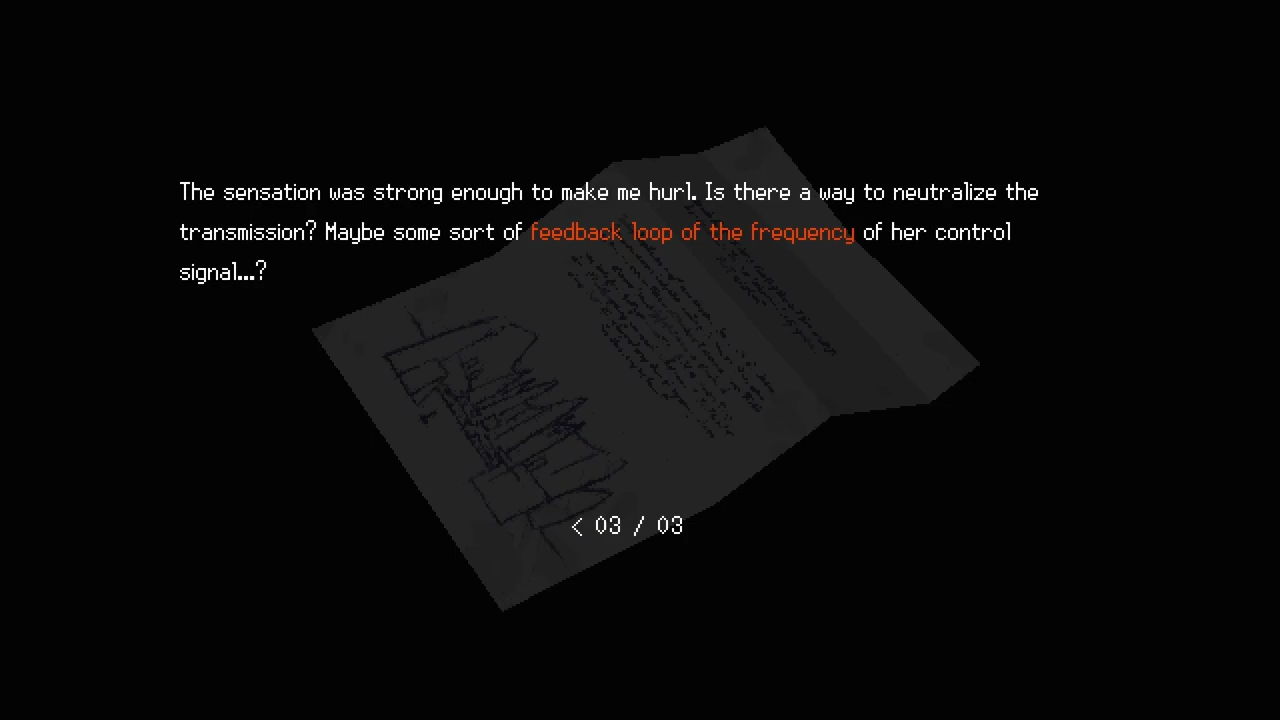 The sensation was strong enough to make me hurl. Is there a way to neutralize the
transmission? Maybe some sort of feedback loop of the frequency of her control
signal...?
< 03 / 03